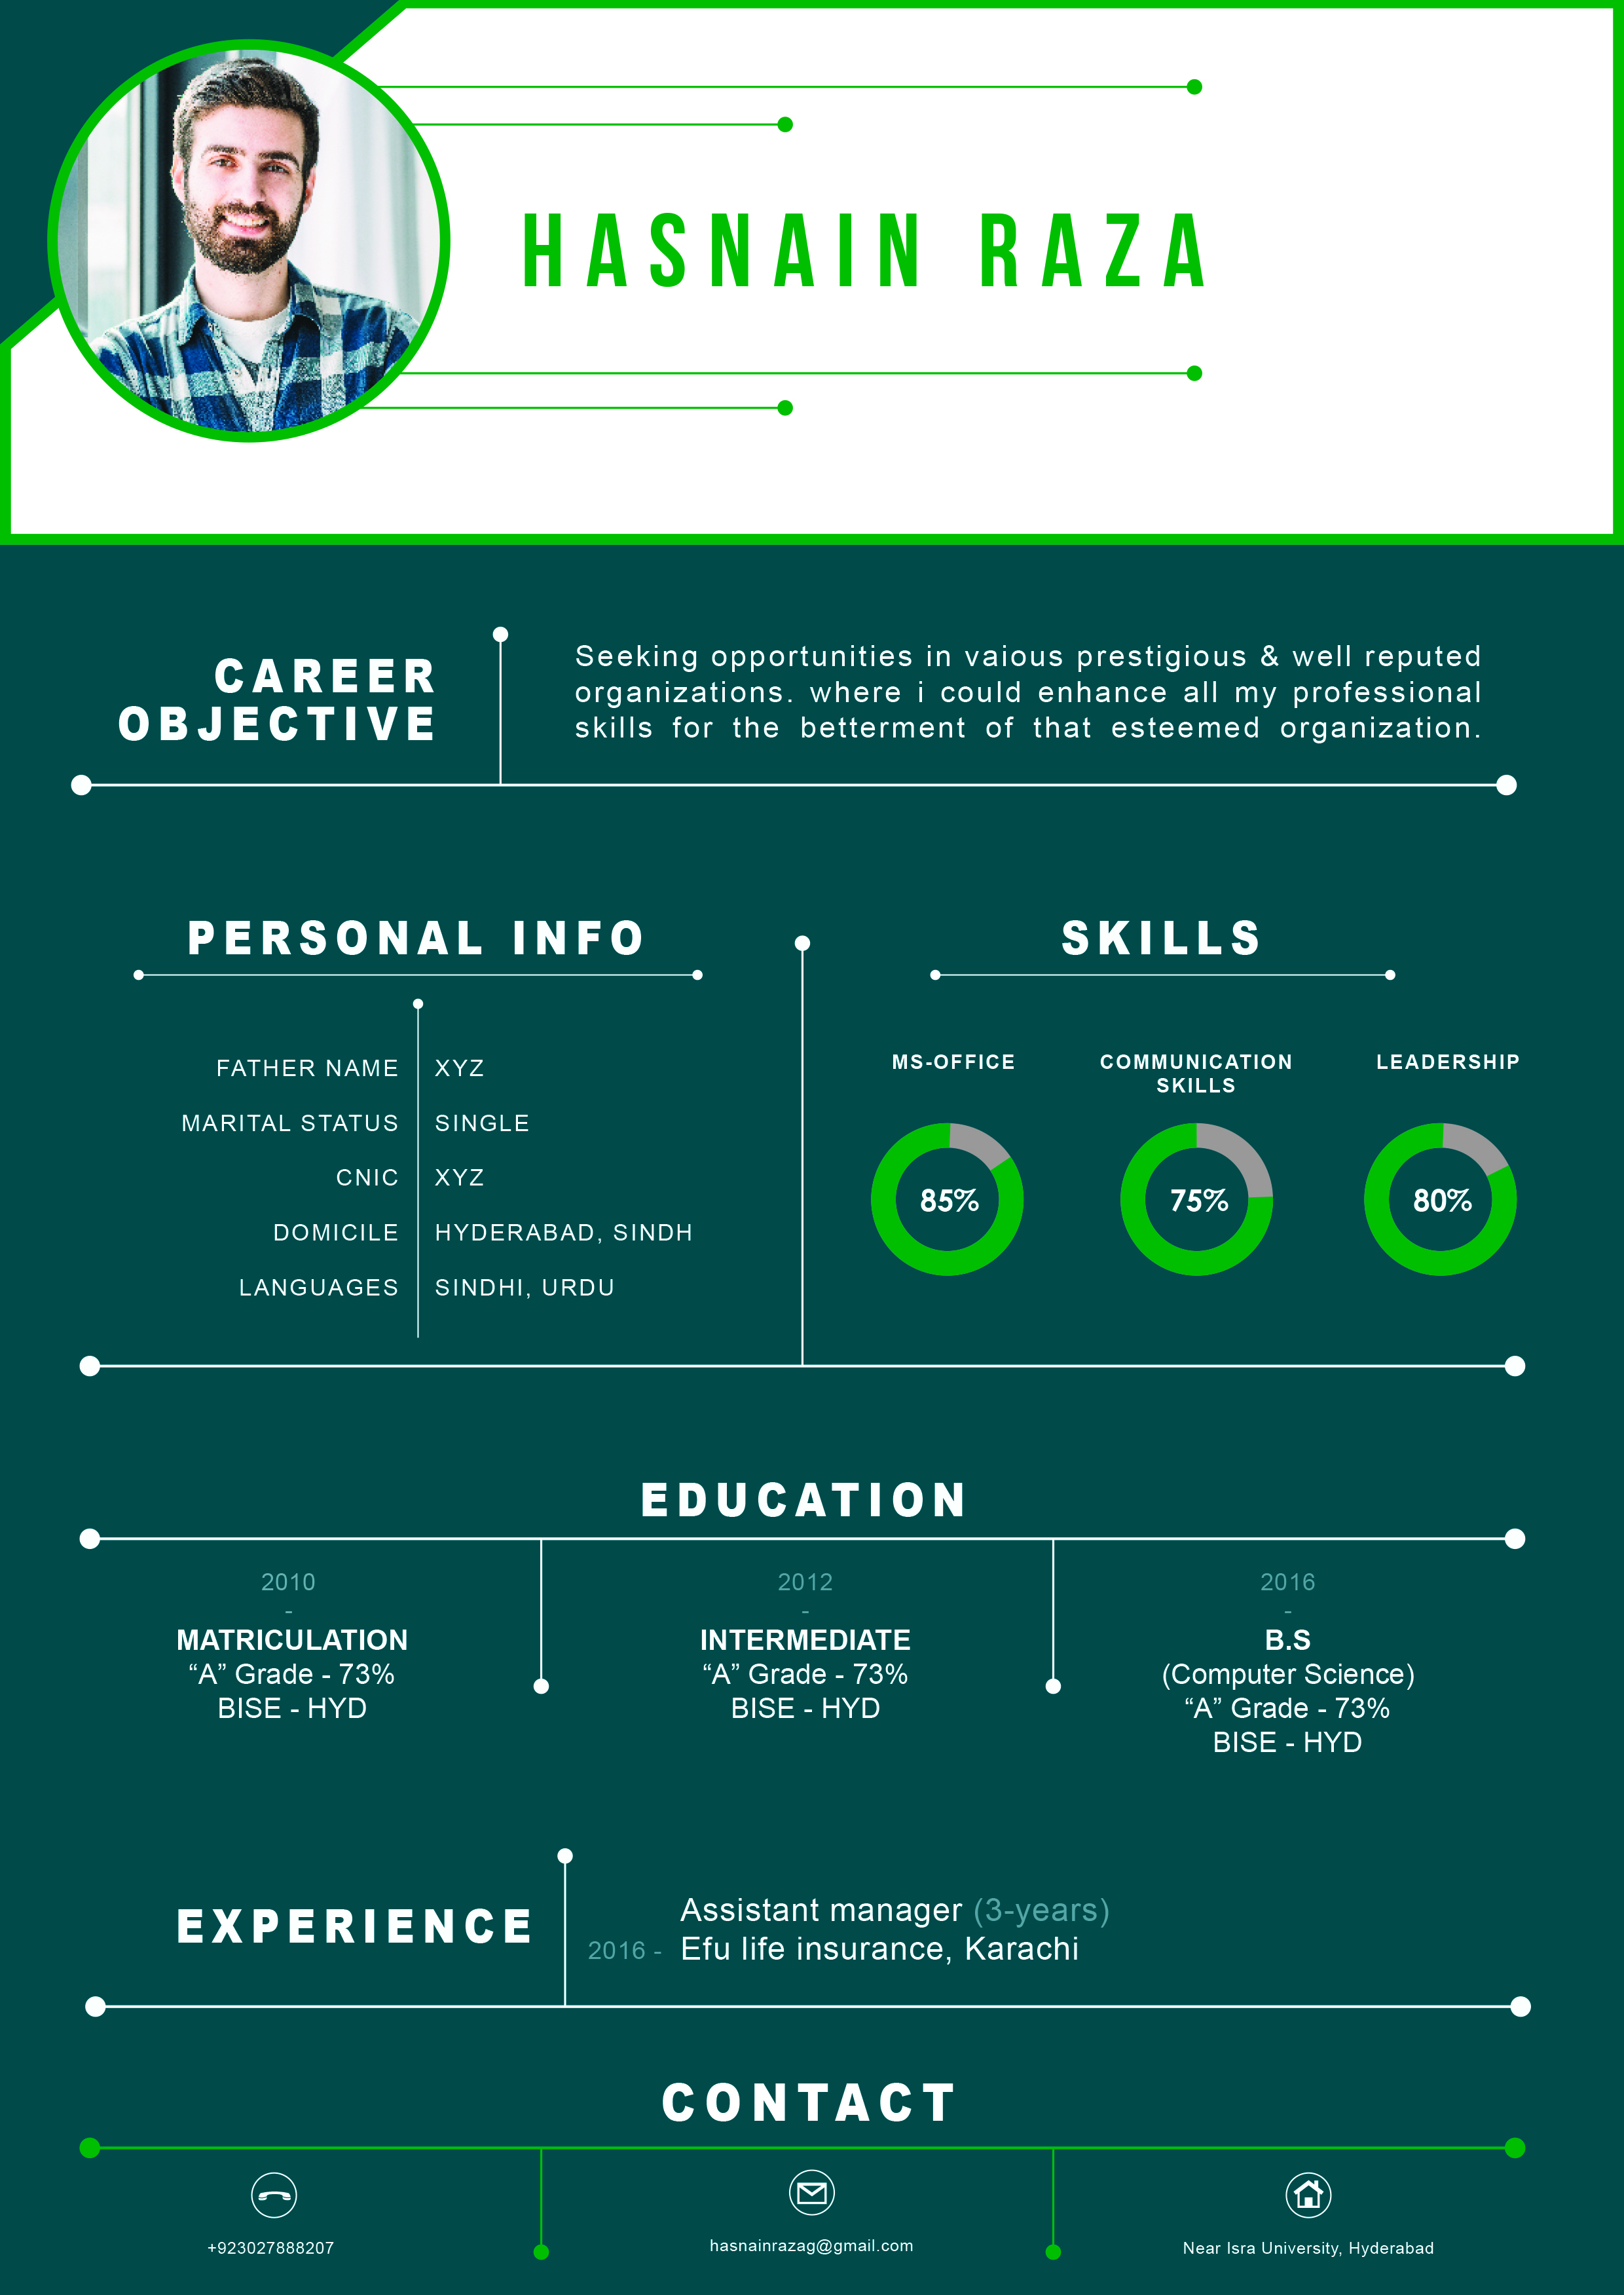 HASNAIN RAZA
CAREER
OBJECTIVE
Seeking opportunities in vaious prestigious & well reputed
organizations. where i could enhance all my professional
skills for the betterment of that esteemed organization.
PERSONAL INFO
FATHER NAME XYZ
MARITAL STATUS SINGLE
CNIC XYZ
DOMICILE HYDERABAD, SINDH
LANGUAGES SINDHI, URDU
SKILLS
MS-OFFICE
85%
COMMUNICATION
SKILLS
75%
LEADERSHIP
80%
EDUCATION
2010
-
MATRICULATION
“A” Grade - 73%
BISE - HYD
2012
-
INTERMEDIATE
“A” Grade - 73%
BISE - HYD
2016
-
B.S
(Computer Science)
“A” Grade - 73%
BISE - HYD
EXPERIENCE
Assistant manager (3-years)
2016 - Efu life insurance, Karachi
CONTACT
+923027888207
hasnainrazag@gmail.com
Near Isra University, Hyderabad